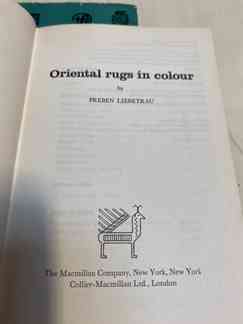 Oriental rugs in colour
by
PREBEN LIEBETRAU
The Macmillan Company, New York, New York
Collier-Macmillan Ltd., London